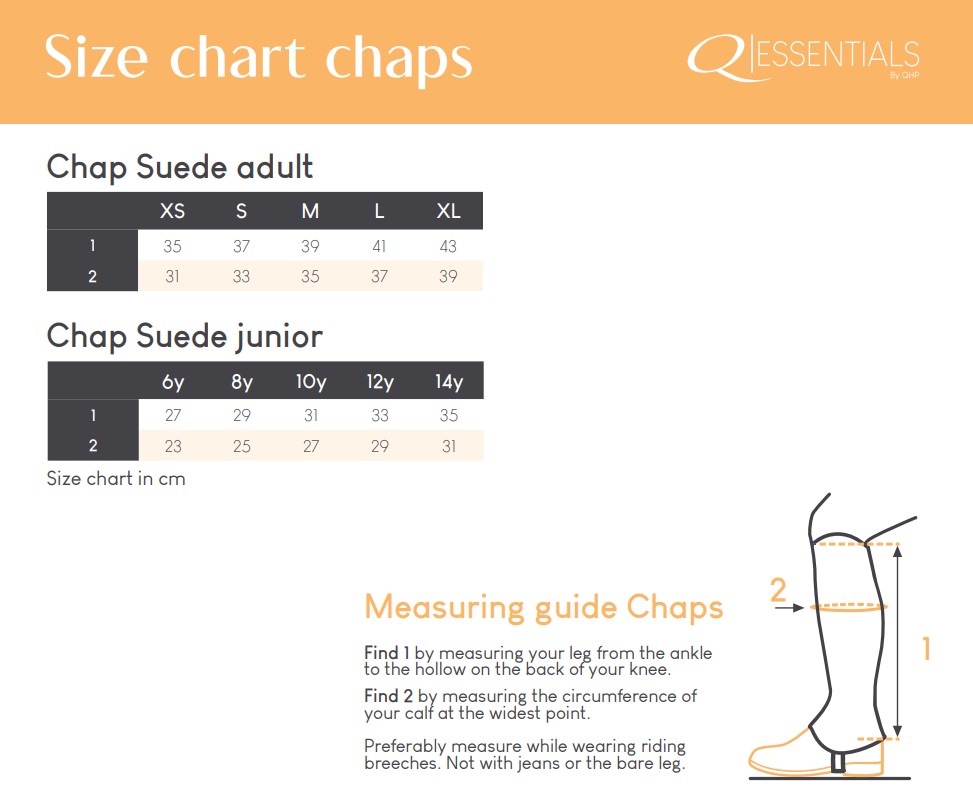 Size chart chaps
Q ESSENTIALS
By QHP
Chap Suede adult
XS S M L XL
1 35 37 39 41 43
2 31 33 35 37 39
Chap Suede junior
6y 8y 10y 12y 14y
1 27 29 31 33 35
2 23 25 27 29 31
Size chart in cm
Measuring guide Chaps
Find 1 by measuring your leg from the ankle
to the hollow on the back of your knee.
Find 2 by measuring the circumference of
your calf at the widest point.
Preferably measure while wearing riding
breeches. Not with jeans or the bare leg.
2
1